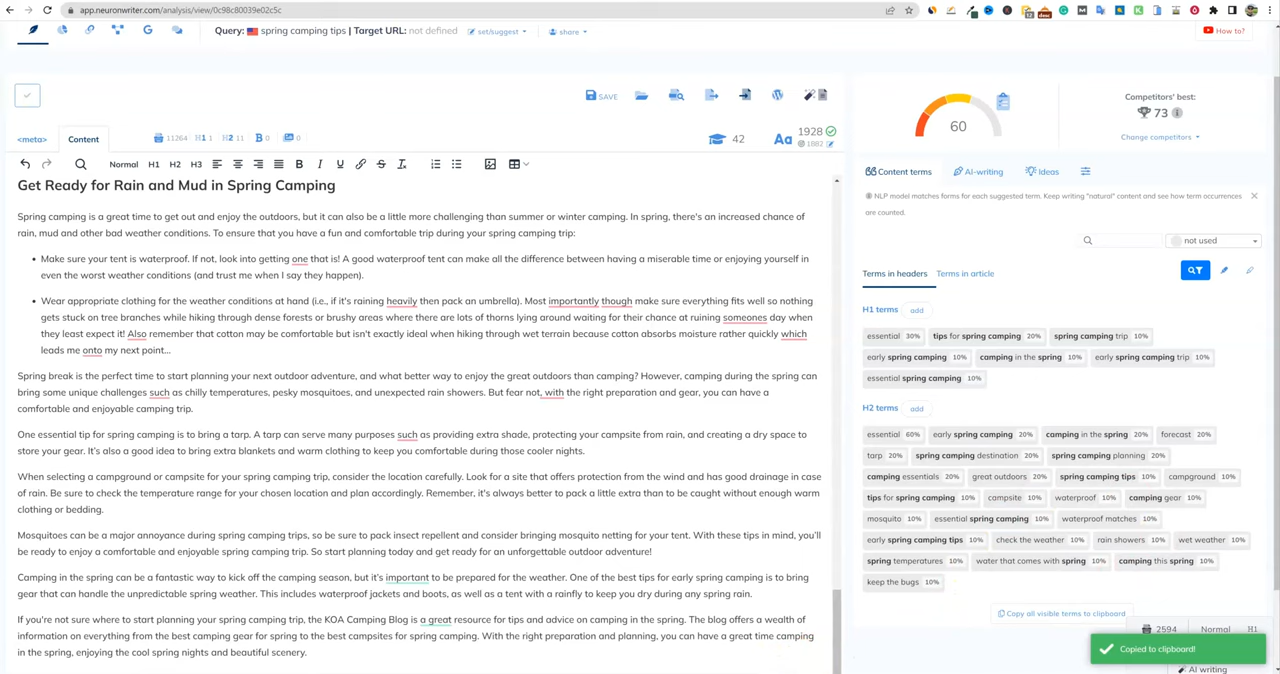 app.neuronwriter.com/analysis/view/0c98c80039e02c5c
Query: spring camping tips | Target URL: not defined set/suggest share
How to?
SAVE
60
Competitors' best:
73
Change competitors
<meta> Content 11264 H1 1 H2 11 B 0 0 42 Aa 1928
1887
Normal H1 H2 H3 B I U S
Content terms AI-writing Ideas
NLP model matches forms for each suggested term. Keep writing "natural" content and see how term occurrences
are counted.
not used
Terms in headers Terms in article
Get Ready for Rain and Mud in Spring Camping
Spring camping is a great time to get out and enjoy the outdoors, but it can also be a little more challenging than summer or winter camping. In spring, there's an increased chance of
rain, mud and other bad weather conditions. To ensure that you have a fun and comfortable trip during your spring camping trip:
• Make sure your tent is waterproof. If not, look into getting one that is! A good waterproof tent can make all the difference between having a miserable time or enjoying yourself in
even the worst weather conditions (and trust me when I say they happen).
• Wear appropriate clothing for the weather conditions at hand (i.e., if it's raining heavily then pack an umbrella). Most importantly though make sure everything fits well so nothing
gets stuck on tree branches while hiking through dense forests or brushy areas where there are lots of thorns lying around waiting for their chance at ruining someones day when
they least expect it! Also remember that cotton may be comfortable but isn't exactly ideal when hiking through wet terrain because cotton absorbs moisture rather quickly which
leads me onto my next point...
Spring break is the perfect time to start planning your next outdoor adventure, and what better way to enjoy the great outdoors than camping? However, camping during the spring can
bring some unique challenges such as chilly temperatures, pesky mosquitoes, and unexpected rain showers. But fear not, with the right preparation and gear, you can have a
comfortable and enjoyable camping trip.
One essential tip for spring camping is to bring a tarp. A tarp can serve many purposes such as providing extra shade, protecting your campsite from rain, and creating a dry space to
store your gear. It's also a good idea to bring extra blankets and warm clothing to keep you comfortable during those cooler nights.
When selecting a campground or campsite for your spring camping trip, consider the location carefully. Look for a site that offers protection from the wind and has good drainage in case
of rain. Be sure to check the temperature range for your chosen location and plan accordingly. Remember, it's always better to pack a little extra than to be caught without enough warm
clothing or bedding.
Mosquitoes can be a major annoyance during spring camping trips, so be sure to pack insect repellent and consider bringing mosquito netting for your tent. With these tips in mind, you'll
be ready to enjoy a comfortable and enjoyable spring camping trip. So start planning today and get ready for an unforgettable outdoor adventure!
Camping in the spring can be a fantastic way to kick off the camping season, but it's important to be prepared for the weather. One of the best tips for early spring camping is to bring
gear that can handle the unpredictable spring weather. This includes waterproof jackets and boots, as well as a tent with a rainfly to keep you dry during any spring rain.
If you're not sure where to start planning your spring camping trip, the KOA Camping Blog is a great resource for tips and advice on camping in the spring. The blog offers a wealth of
information on everything from the best camping gear for spring to the best campsites for spring camping. With the right preparation and planning, you can have a great time camping
in the spring, enjoying the cool spring nights and beautiful scenery.
H1 terms add
essential 30% tips for spring camping 20% spring camping trip 10%
early spring camping 10% camping in the spring 10% early spring camping trip 10%
essential spring camping 10%
H2 terms add
essential 60% early spring camping 20% camping in the spring 20% forecast 20%
tarp 20% spring camping destination 20% spring camping planning 20%
camping essentials 20% great outdoors 20% spring camping tips 10% campground 10%
tips for spring camping 10% campsite 10% waterproof 10% camping gear 10%
mosquito 10% essential spring camping 10% waterproof matches 10%
early spring camping tips 10% check the weather 10% rain showers 10% wet weather 10%
spring temperatures 10% water that comes with spring 10% camping this spring 10%
keep the bugs 10%
Copy all visible terms to clipboard
2594 Normal H1
Copied to clipboard!
AI writing